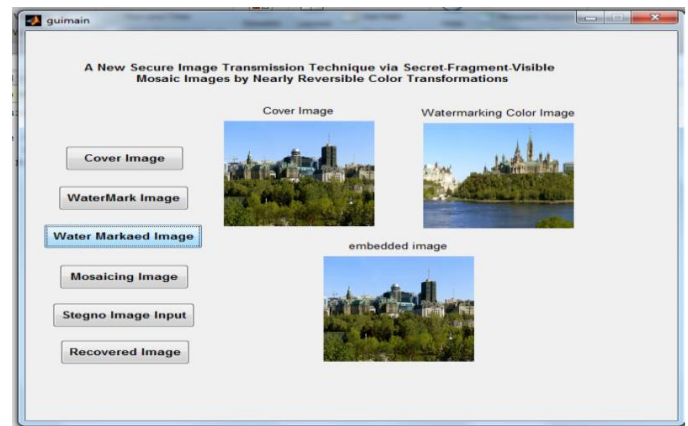 guimain
A New Secure Image Transmission Technique via Secret-Fragment-Visible
Mosaic Images by Nearly Reversible Color Transformations
Cover Image
Watermarking Color Image
Cover Image
WaterMark Image
Water Markaed Image
embedded image
Mosaicing Image
Stegno Image Input
Recovered Image